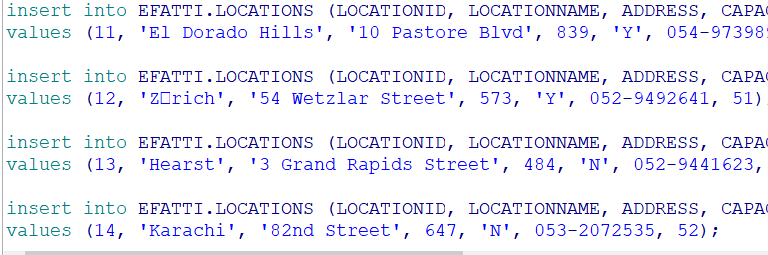 insert into EFATTI.LOCATIONS (LOCATIONID, LOCATIONNAME, ADDRESS, CAPAC
values (11, 'El Dorado Hills', '10 Pastore Blvd', 839, 'Y', 054-973989
insert into EFATTI.LOCATIONS (LOCATIONID, LOCATIONNAME, ADDRESS, CAPAC
values (12, 'Z□rich', '54 Wetzlar Street', 573, 'Y', 052-9492641, 51);
insert into EFATTI.LOCATIONS (LOCATIONID, LOCATIONNAME, ADDRESS, CAPAC
values (13, 'Hearst', '3 Grand Rapids Street', 484, 'N', 052-9441623,
insert into EFATTI.LOCATIONS (LOCATIONID, LOCATIONNAME, ADDRESS, CAPAC
values (14, 'Karachi', '82nd Street', 647, 'N', 053-2072535, 52);